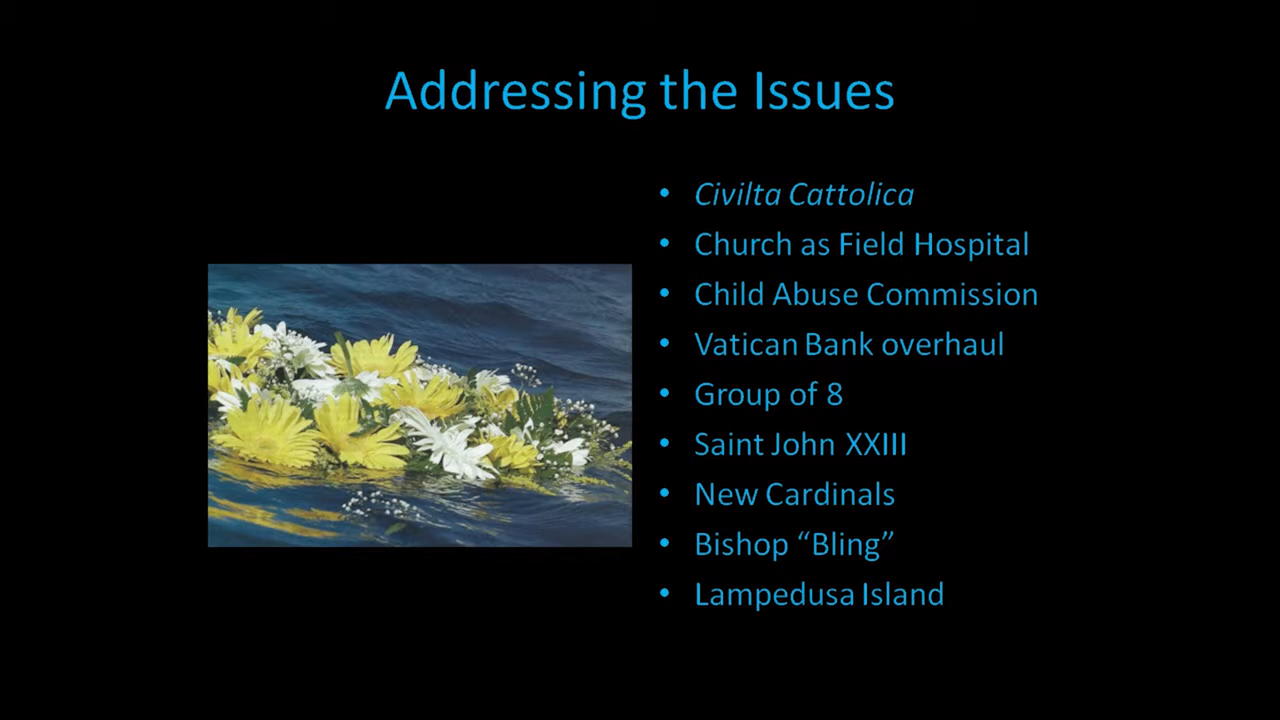 Addressing the Issues
• Civilta Cattolica
• Church as Field Hospital
• Child Abuse Commission
• Vatican Bank overhaul
• Group of 8
• Saint John XXIII
• New Cardinals
• Bishop “Bling”
• Lampedusa Island